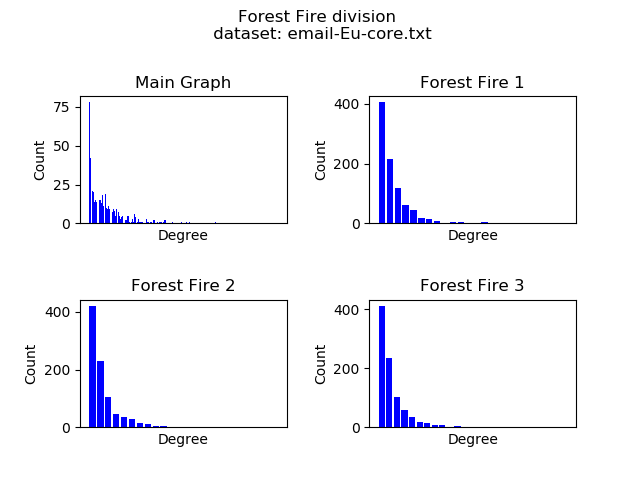 Forest Fire division
dataset: email-Eu-core.txt
Main Graph
75
50
25
0
Count
Degree
Forest Fire 1
400
200
0
Count
Degree
Forest Fire 2
400
200
0
Count
Degree
Forest Fire 3
400
200
0
Count
Degree